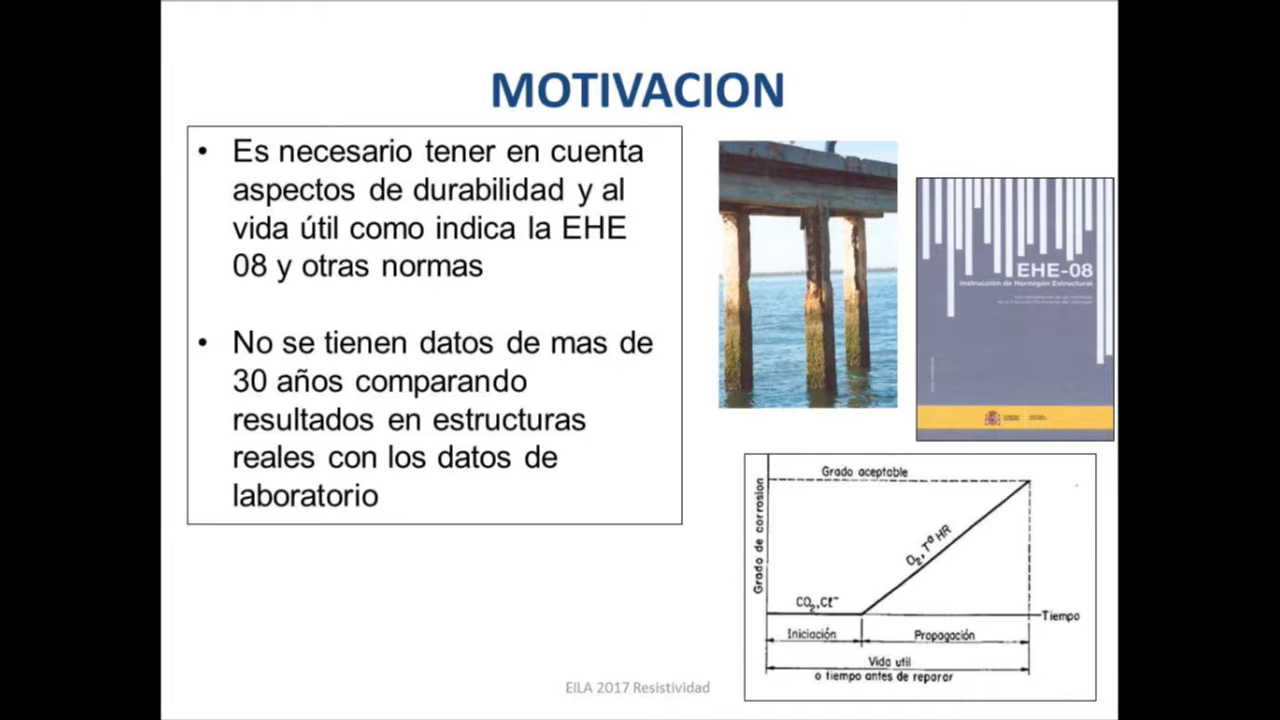 MOTIVACION
• Es necesario tener en cuenta
aspectos de durabilidad y al
vida útil como indica la EHE
08 y otras normas
• No se tienen datos de mas de
30 años comparando
resultados en estructuras
reales con los datos de
laboratorio
EHE-08
Instrucción de Hormigón Estructural
Grado aceptable
Grado de corrosion
O₂, Tª HR
CO₂,Cℓ⁻
Tiempo
Iniciación
Propagación
Vida util
o tiempo antes de reparar
EILA 2017 Resistividad